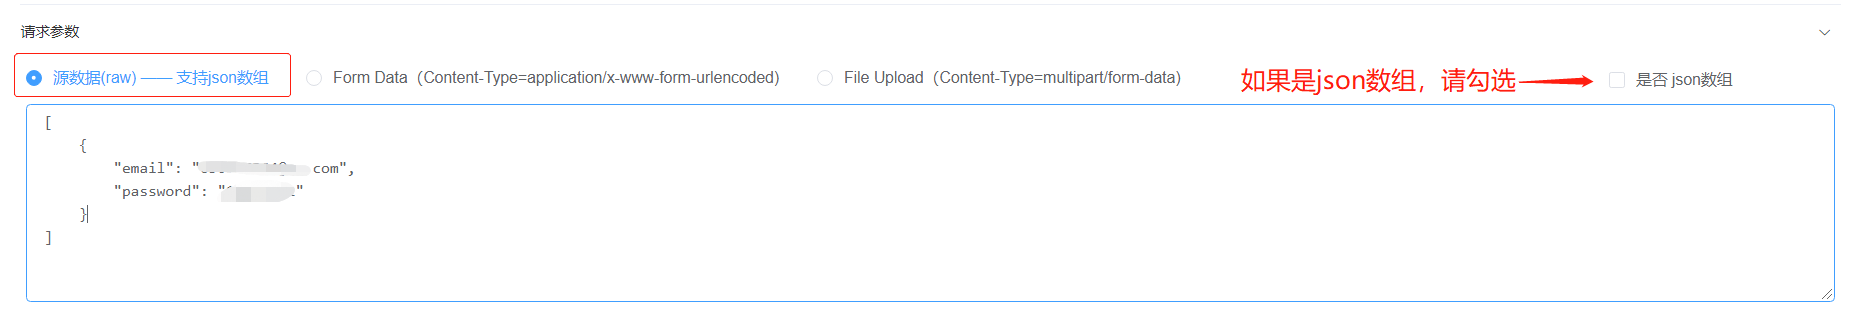 请求参数
源数据(raw) —— 支持json数组 Form Data（Content-Type=application/x-www-form-urlencoded) File Upload（Content-Type=multipart/form-data) 如果是json数组，请勾选 是否 json数组
[
{
"email": " com",
"password": " "
}
]